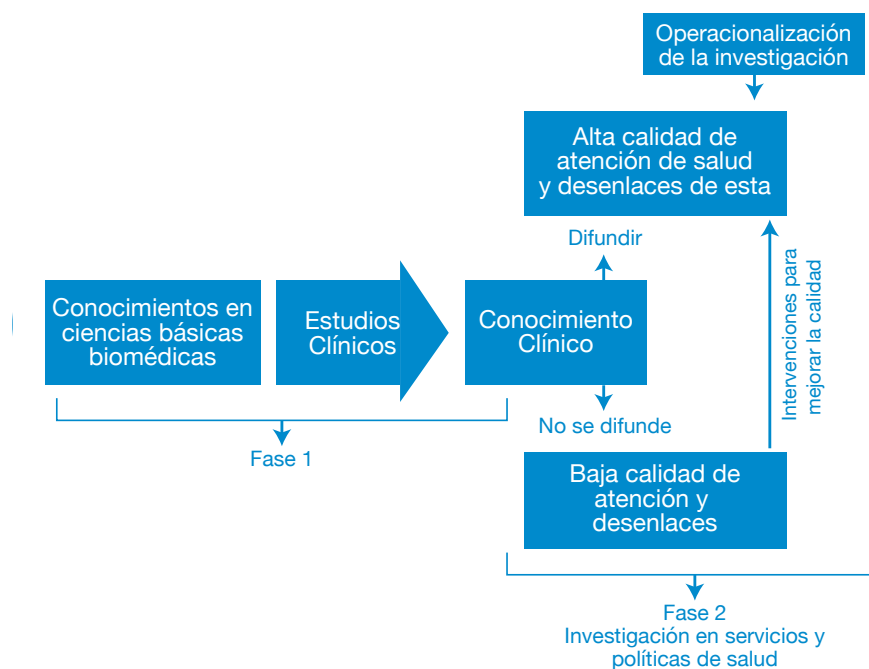 Operacionalización
de la investigación
Alta calidad de
atención de salud
y desenlaces de esta
Difundir
Conocimientos en
ciencias básicas
biomédicas
Estudios
Clínicos
Conocimiento
Clínico
Intervenciones para
mejorar la calidad
No se difunde
Fase 1
Baja calidad de
atención y
desenlaces
Fase 2
Investigación en servicios y
políticas de salud